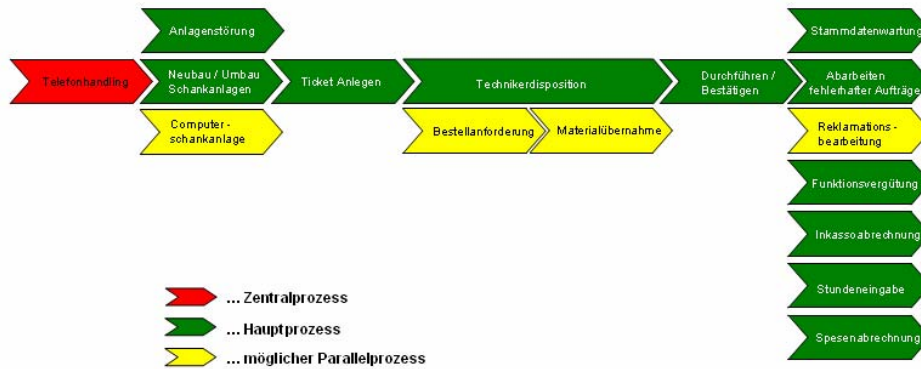 Anlagenstörung
Stammdatenwartung
Telefonhandling
Neubau / Umbau
Schankanlagen
Ticket Anlegen
Technikerdisposition
Durchführen /
Bestätigen
Abarbeiten
fehlerhafter Aufträge
Computer -
schankanlage
Bestellanforderung
Materialübernahme
Reklamations -
bearbeitung
Funktionsvergütung
Inkassoabrechnung
Stundeneingabe
Spesenabrechnung
... Zentralprozess
... Hauptprozess
... möglicher Parallelprozess